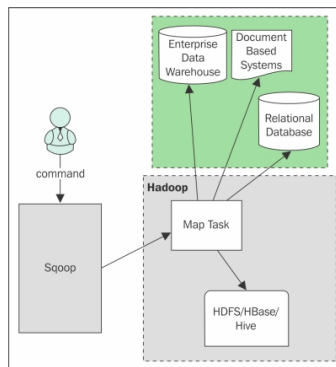 Enterprise
Data
Warehouse
Document
Based
Systems
Relational
Database
command
Hadoop
Sqoop
Map Task
HDFS/HBase/
Hive